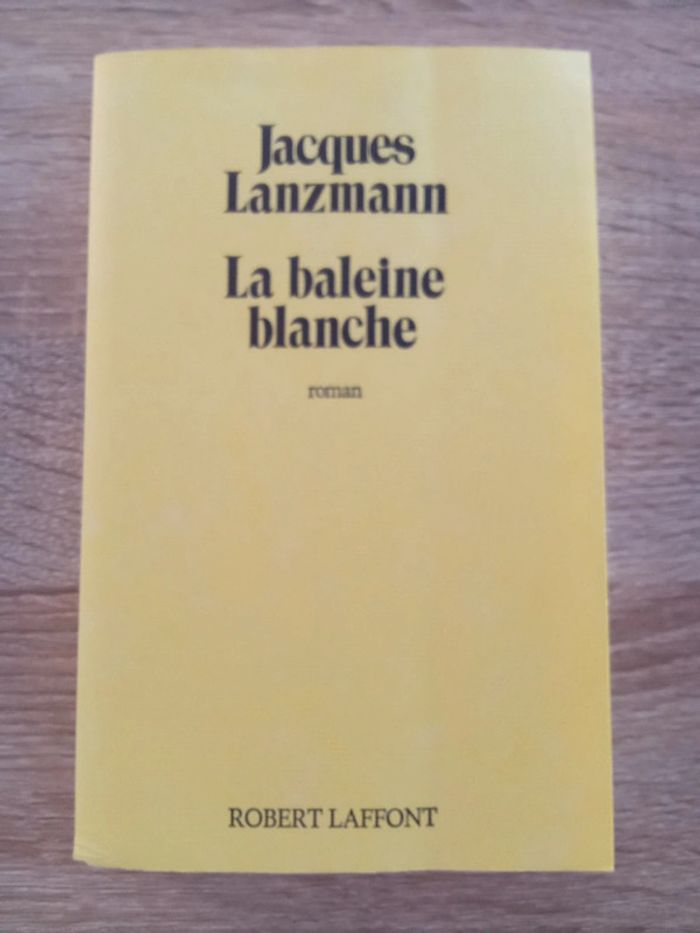 Jacques
Lanzmann
La baleine
blanche
roman
ROBERT LAFFONT